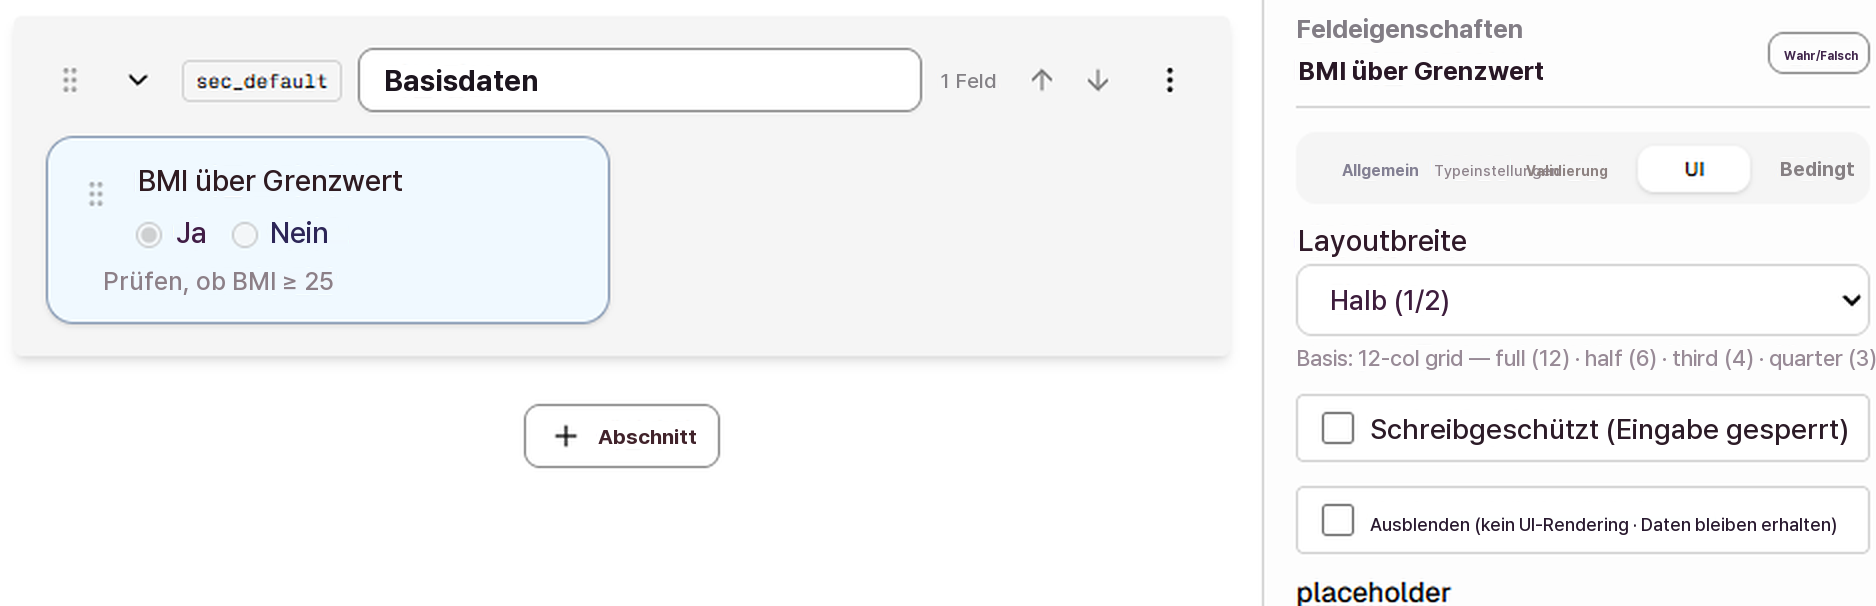 sec_default
Basisdaten
1 Feld
BMI über Grenzwert
Ja
Nein
Prüfen, ob BMI ≥ 25
Abschnitt
Feldeigenschaften
BMI über Grenzwert
Wahr/Falsch
Allgemein
Typeinstellungen
Validierung
UI
Bedingt
Layoutbreite
Halb (1/2)
Basis: 12-col grid — full (12) · half (6) · third (4) · quarter (3)
Schreibgeschützt (Eingabe gesperrt)
Ausblenden (kein UI-Rendering · Daten bleiben erhalten)
placeholder